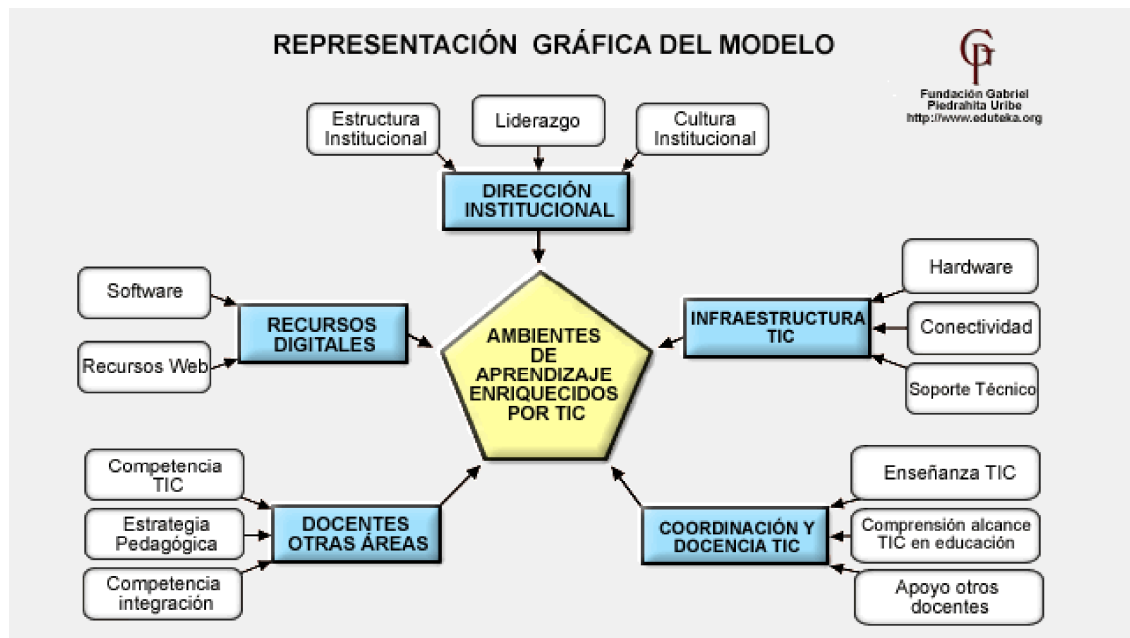 REPRESENTACIÓN GRÁFICA DEL MODELO
Fundación Gabriel
Piedrahita Uribe
http://www.eduteka.org
Estructura
Institucional
Liderazgo
Cultura
Institucional
DIRECCIÓN
INSTITUCIONAL
Software
Recursos Web
RECURSOS
DIGITALES
AMBIENTES
DE
APRENDIZAJE
ENRIQUECIDOS
POR TIC
INFRAESTRUCTURA
TIC
Hardware
Conectividad
Soporte Técnico
Competencia
TIC
Estrategia
Pedagógica
Competencia
integración
DOCENTES
OTRAS ÁREAS
COORDINACIÓN Y
DOCENCIA TIC
Enseñanza TIC
Comprensión alcance
TIC en educación
Apoyo otros
docentes